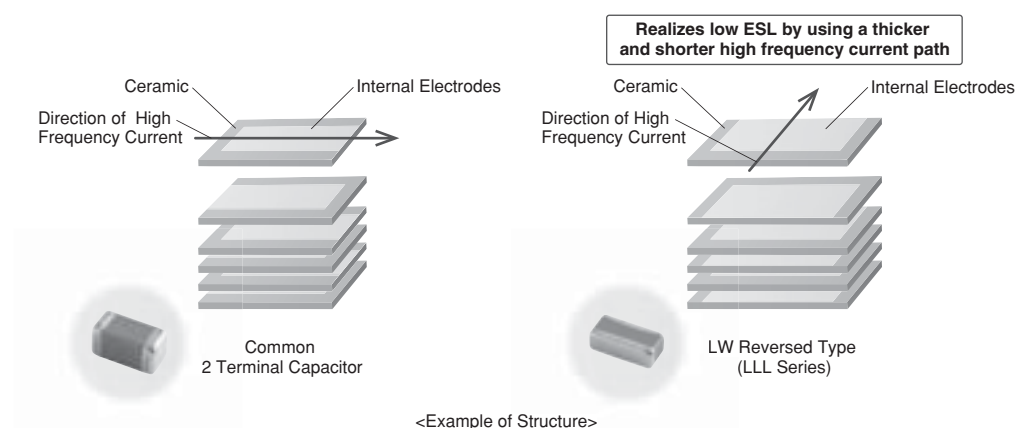 Realizes low ESL by using a thicker
and shorter high frequency current path
Ceramic
Internal Electrodes
Direction of High
Frequency Current
Common
2 Terminal Capacitor
Ceramic
Internal Electrodes
Direction of High
Frequency Current
LW Reversed Type
(LLL Series)
<Example of Structure>